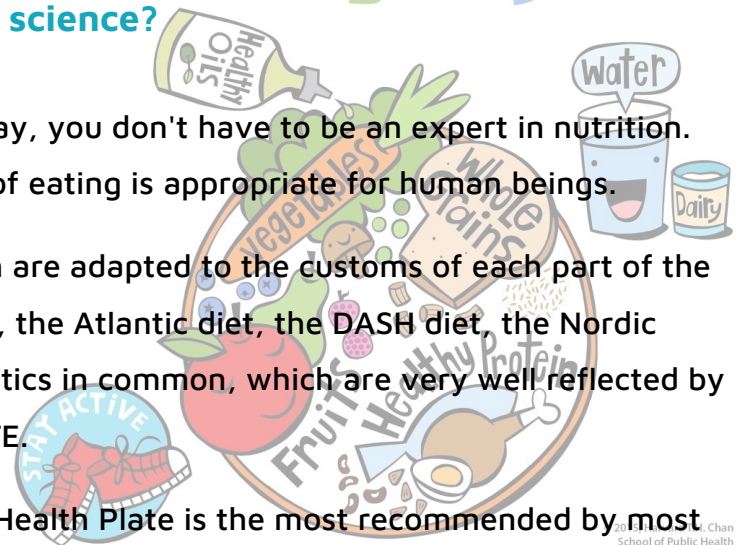 science?
Healthy Oils
Water
ay, you don't have to be an expert in nutrition.
of eating is appropriate for human beings.
Vegetables
Whole Grains
Dairy
are adapted to the customs of each part of the
, the Atlantic diet, the DASH diet, the Nordic
tics in common, which are very well reflected by
TE.
Fruits
Healthy Protein
STAY ACTIVE
Health Plate is the most recommended by most
Chan
School of Public Health